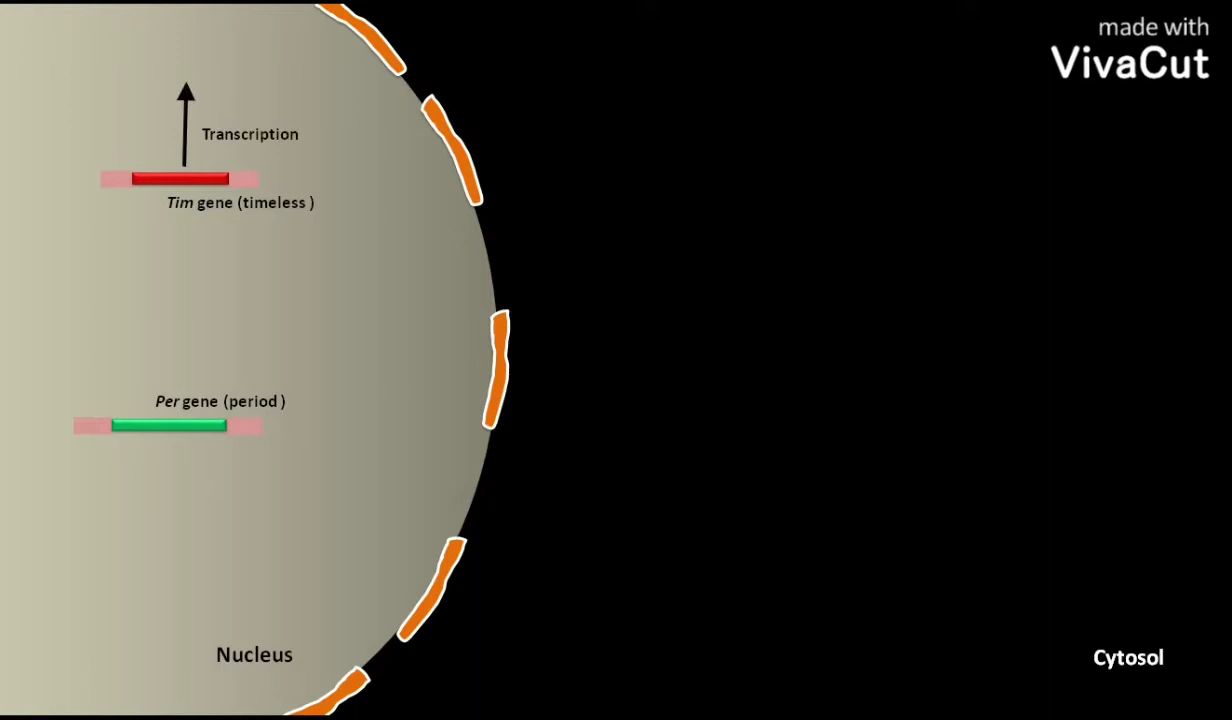 made with
VivaCut
Transcription
Tim gene (timeless )
Per gene (period )
Nucleus
Cytosol